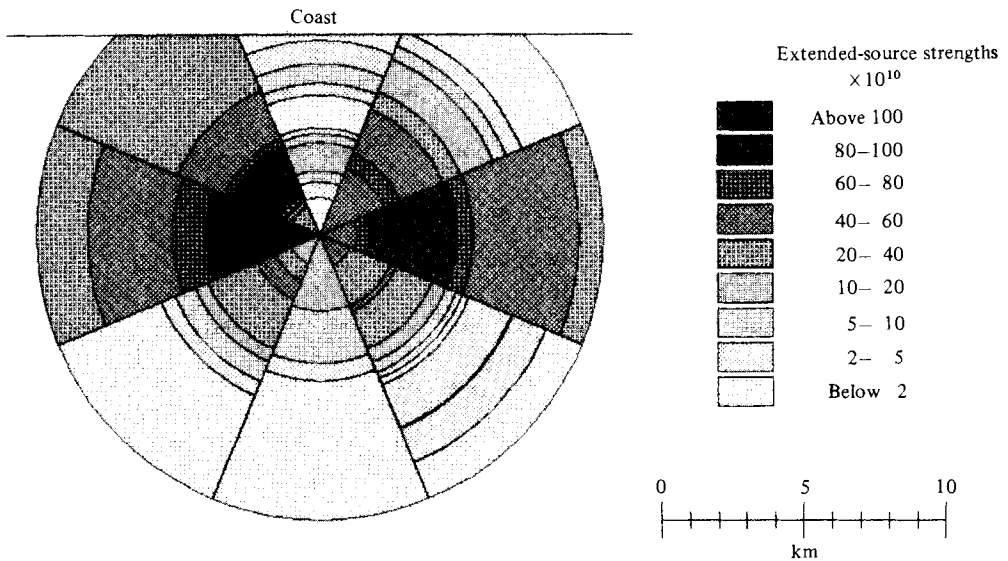 Coast
Extended-source strengths
×10¹⁰
Above 100
80–100
60– 80
40– 60
20– 40
10– 20
5– 10
2– 5
Below 2
0 5 10
km